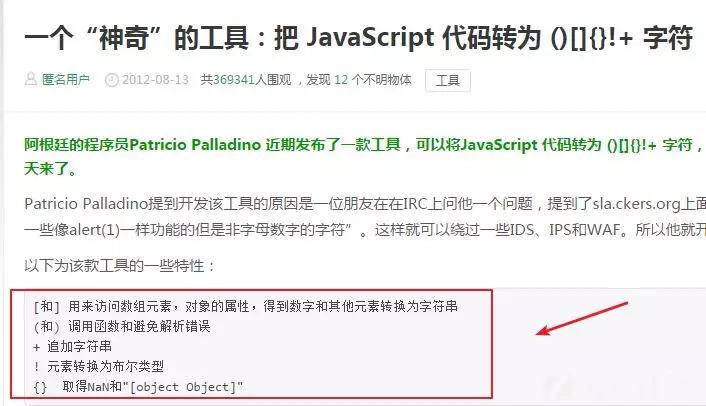 一个“神奇”的工具：把 JavaScript 代码转为 ()[]{}!+ 字符
匿名用户 2012-08-13 共369341人围观 ，发现 12 个不明物体 工具
阿根廷的程序员Patricio Palladino 近期发布了一款工具，可以将JavaScript 代码转为 ()[]{}!+ 字符，
天来了。
Patricio Palladino提到开发该工具的原因是一位朋友在在IRC上问他一个问题，提到了sla.ckers.org上面
一些像alert(1)一样功能的但是非字母数字的字符”。这样就可以绕过一些IDS、IPS和WAF。所以他就开
以下为该款工具的一些特性：
[和] 用来访问数组元素，对象的属性，得到数字和其他元素转换为字符串
(和) 调用函数和避免解析错误
+ 追加字符串
! 元素转换为布尔类型
{} 取得NaN和"[object Object]"